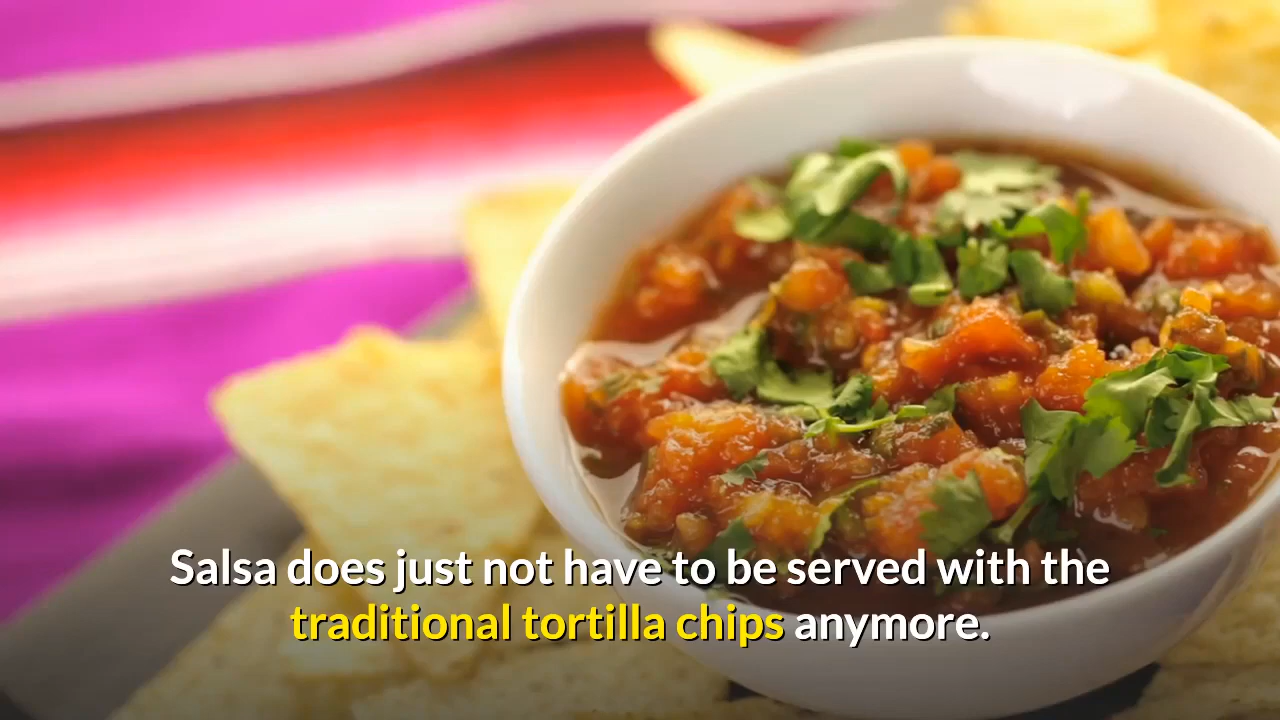 Salsa does just not have to be served with the
traditional tortilla chips anymore.